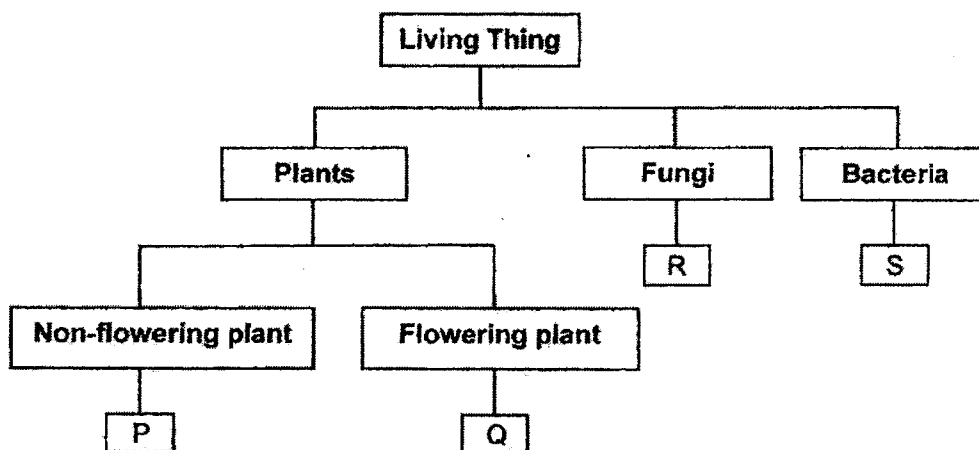 Living Thing
Plants
Fungi
Bacteria
R
S
Non-flowering plant
Flowering plant
P
Q